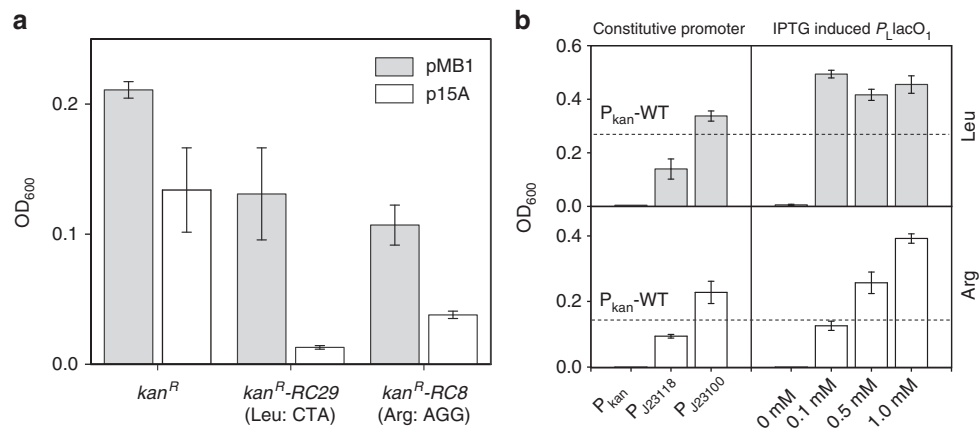 a
OD600
0.2
0.1
0.0
pMB1
p15A
kanR
kanR-RC29
(Leu: CTA)
kanR-RC8
(Arg: AGG)
b
Constitutive promoter
IPTG induced PLlacO1
OD600
0.6
0.4
0.2
0.0
Pkan-WT
Leu
0.4
0.2
0.0
Pkan-WT
Arg
Pkan
PJ23118
PJ23100
0 mM
0.1 mM
0.5 mM
1.0 mM